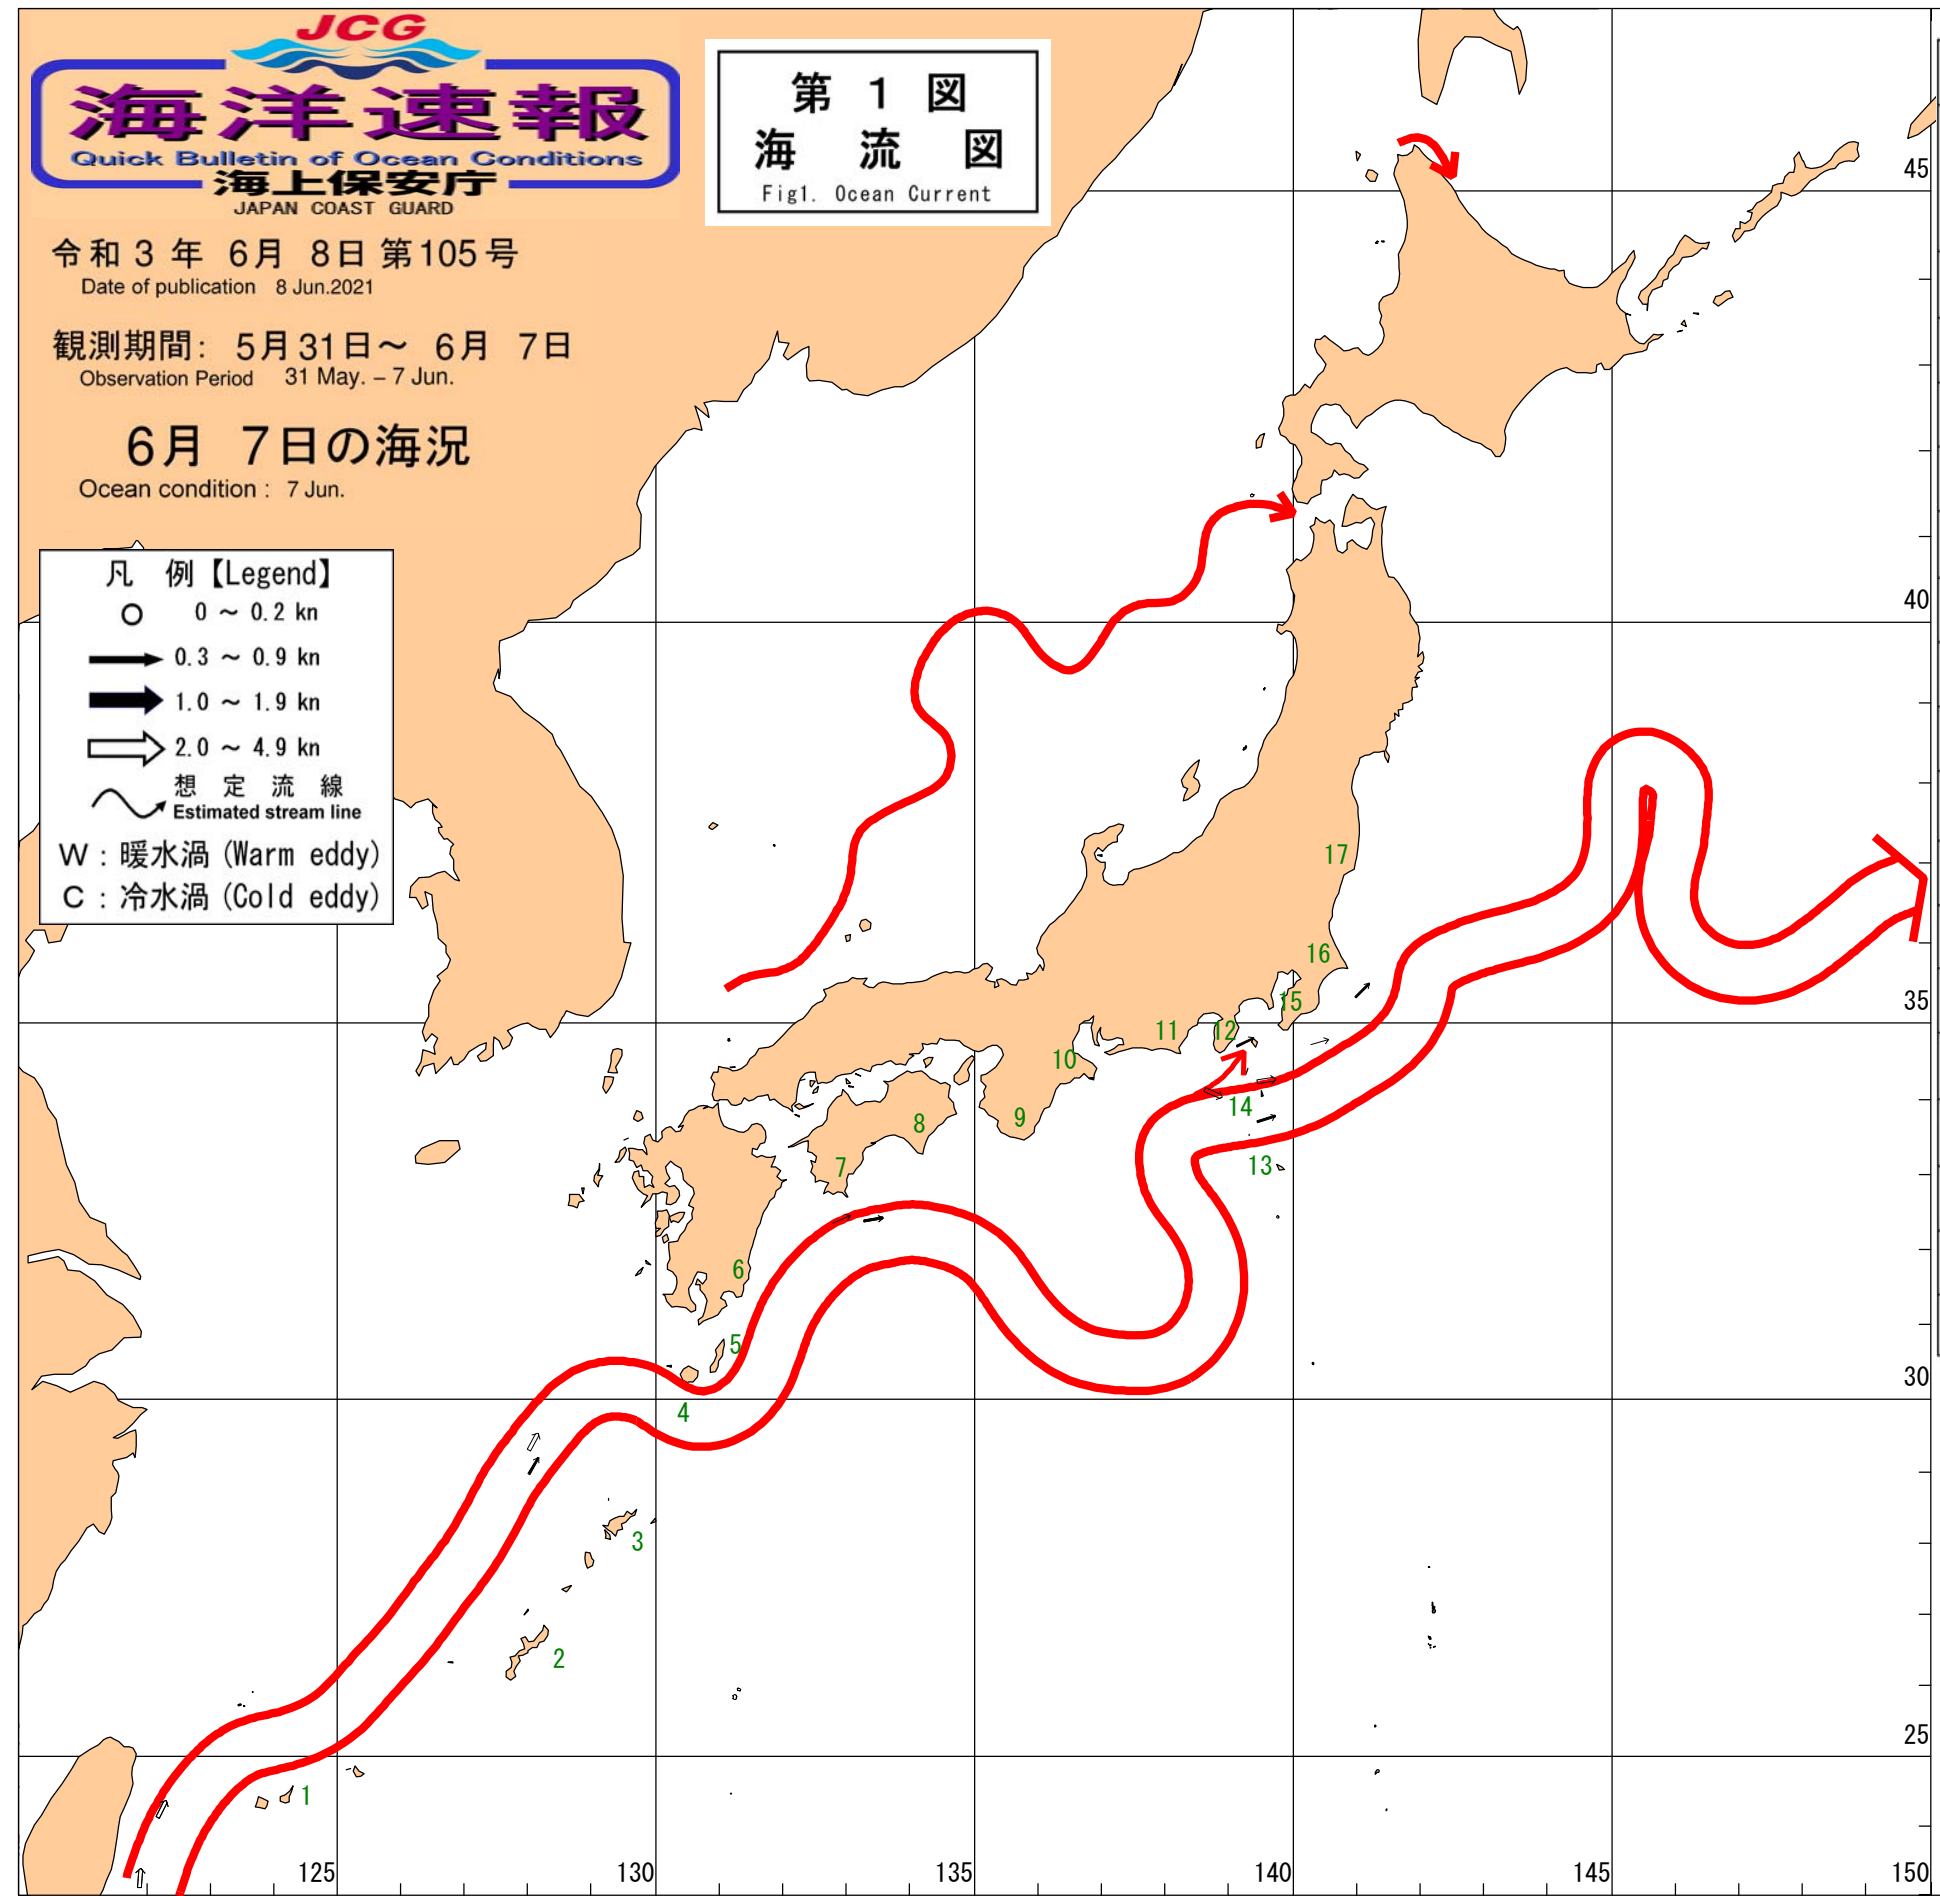 JCG
海洋速報
Quick Bulletin of Ocean Conditions
海上保安庁
JAPAN COAST GUARD
第 1 図
海 流 図
Fig1. Ocean Current
令和 3 年 6月 8日 第105号
Date of publication 8 Jun.2021
観測期間: 5月31日～ 6月 7日
Observation Period 31 May. – 7 Jun.
6月 7日の海況
Ocean condition : 7 Jun.
凡 例【Legend】
0 ～ 0.2 kn
0.3 ～ 0.9 kn
1.0 ～ 1.9 kn
2.0 ～ 4.9 kn
想 定 流 線
Estimated stream line
W : 暖水渦 (Warm eddy)
C : 冷水渦 (Cold eddy)
45
40
17
16
35
15
12
11
10
14
9
8
7
13
6
5
30
4
3
2
25
1
125
130
135
140
145
150